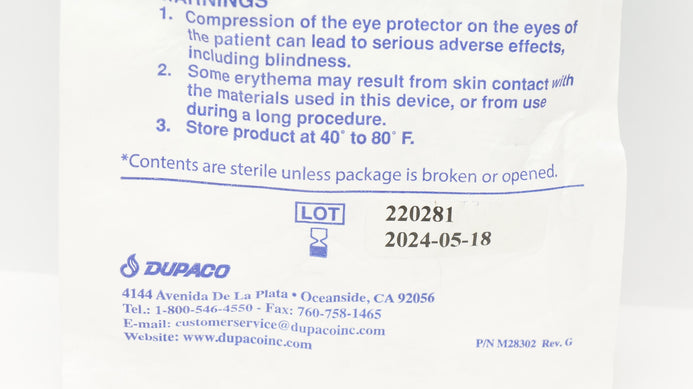 WARNINGS
1. Compression of the eye protector on the eyes of
the patient can lead to serious adverse effects,
including blindness.
2. Some erythema may result from skin contact with
the materials used in this device, or from use
during a long procedure.
3. Store product at 40° to 80° F.
*Contents are sterile unless package is broken or opened.
LOT 220281
2024-05-18
DUPACO
4144 Avenida De La Plata • Oceanside, CA 92056
Tel.: 1-800-546-4550 - Fax: 760-758-1465
E-mail: customerservice@dupacoinc.com
Website: www.dupacoinc.com
P/N M28302 Rev. G